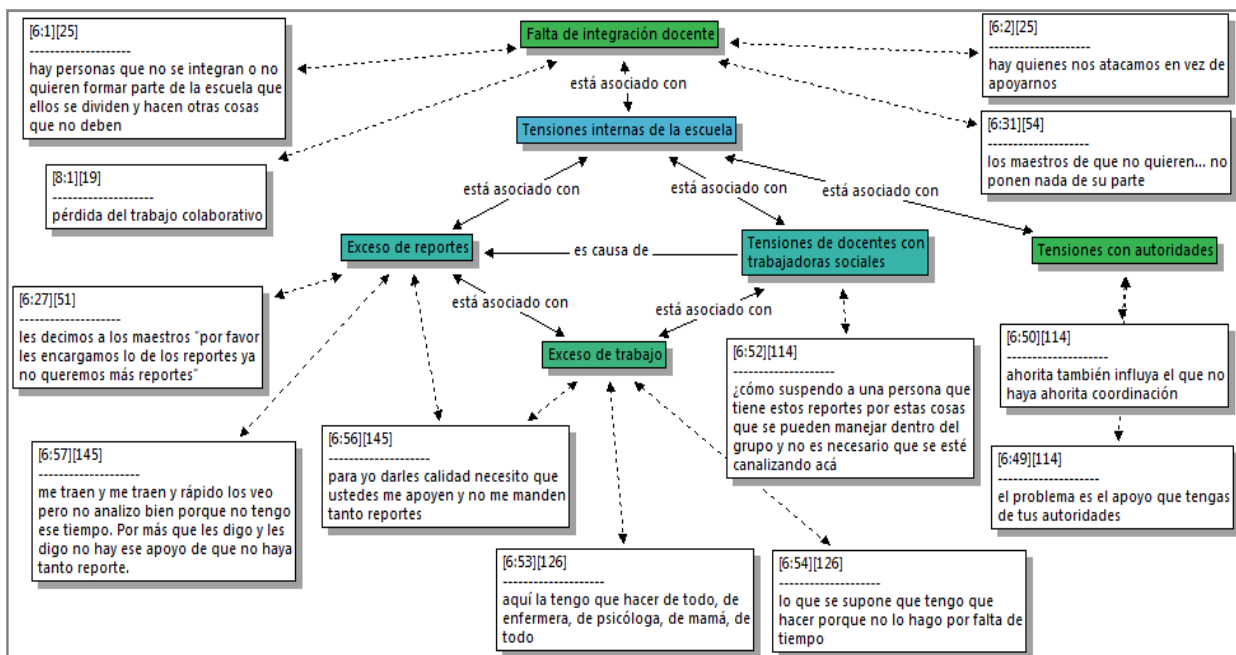 [6:1][25]
---------------------
hay personas que no se integran o no
quieren formar parte de la escuela que
ellos se dividen y hacen otras cosas
que no deben
Falta de integración docente
[6:2][25]
---------------------
hay quienes nos atacamos en vez de
apoyarnos
está asociado con
[6:31][54]
---------------------
los maestros de que no quieren... no
ponen nada de su parte
Tensiones internas de la escuela
[8:1][19]
---------------------
pérdida del trabajo colaborativo
está asociado con
está asociado con
está asociado con
Exceso de reportes
es causa de
Tensiones de docentes con
trabajadoras sociales
Tensiones con autoridades
[6:27][51]
---------------------
les decimos a los maestros "por favor
les encargamos lo de los reportes ya
no queremos más reportes"
está asociado con
está asociado con
Exceso de trabajo
[6:52][114]
---------------------
¿cómo suspendo a una persona que
tiene estos reportes por estas cosas
que se pueden manejar dentro del
grupo y no es necesario que se esté
canalizando acá
[6:50][114]
---------------------
ahorita también influya el que no
haya ahorita coordinación
[6:57][145]
---------------------
me traen y me traen y rápido los veo
pero no analizo bien porque no tengo
ese tiempo. Por más que les digo y les
digo no hay ese apoyo de que no haya
tanto reporte.
[6:56][145]
---------------------
para yo darles calidad necesito que
ustedes me apoyen y no me manden
tanto reportes
[6:49][114]
---------------------
el problema es el apoyo que tengas
de tus autoridades
[6:53][126]
---------------------
aquí la tengo que hacer de todo, de
enfermera, de psicóloga, de mamá, de
todo
[6:54][126]
---------------------
lo que se supone que tengo que
hacer porque no lo hago por falta de
tiempo